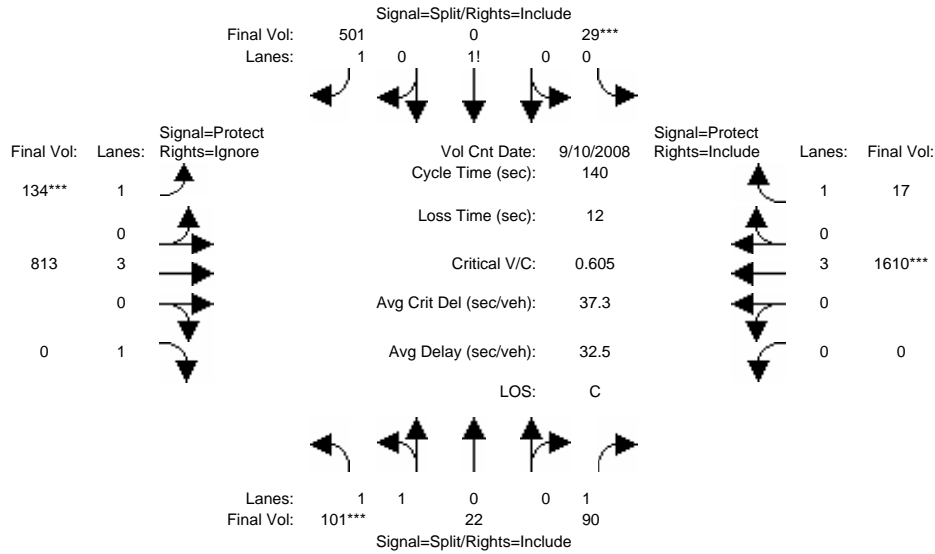 Signal=Split/Rights=Include
Final Vol: 501 0 29***
Lanes: 1 0 1! 0 0
Signal=Protect
Final Vol: Lanes: Rights=Ignore
Vol Cnt Date: 9/10/2008
Signal=Protect
Rights=Include Lanes: Final Vol:
Cycle Time (sec): 140
134*** 1
1 17
Loss Time (sec): 12
0
0
813 3
Critical V/C: 0.605
3 1610***
0
Avg Crit Del (sec/veh): 37.3
0
0 1
Avg Delay (sec/veh): 32.5
0 0
LOS: C
Lanes: 1 1 0 0 1
Final Vol: 101*** 22 90
Signal=Split/Rights=Include